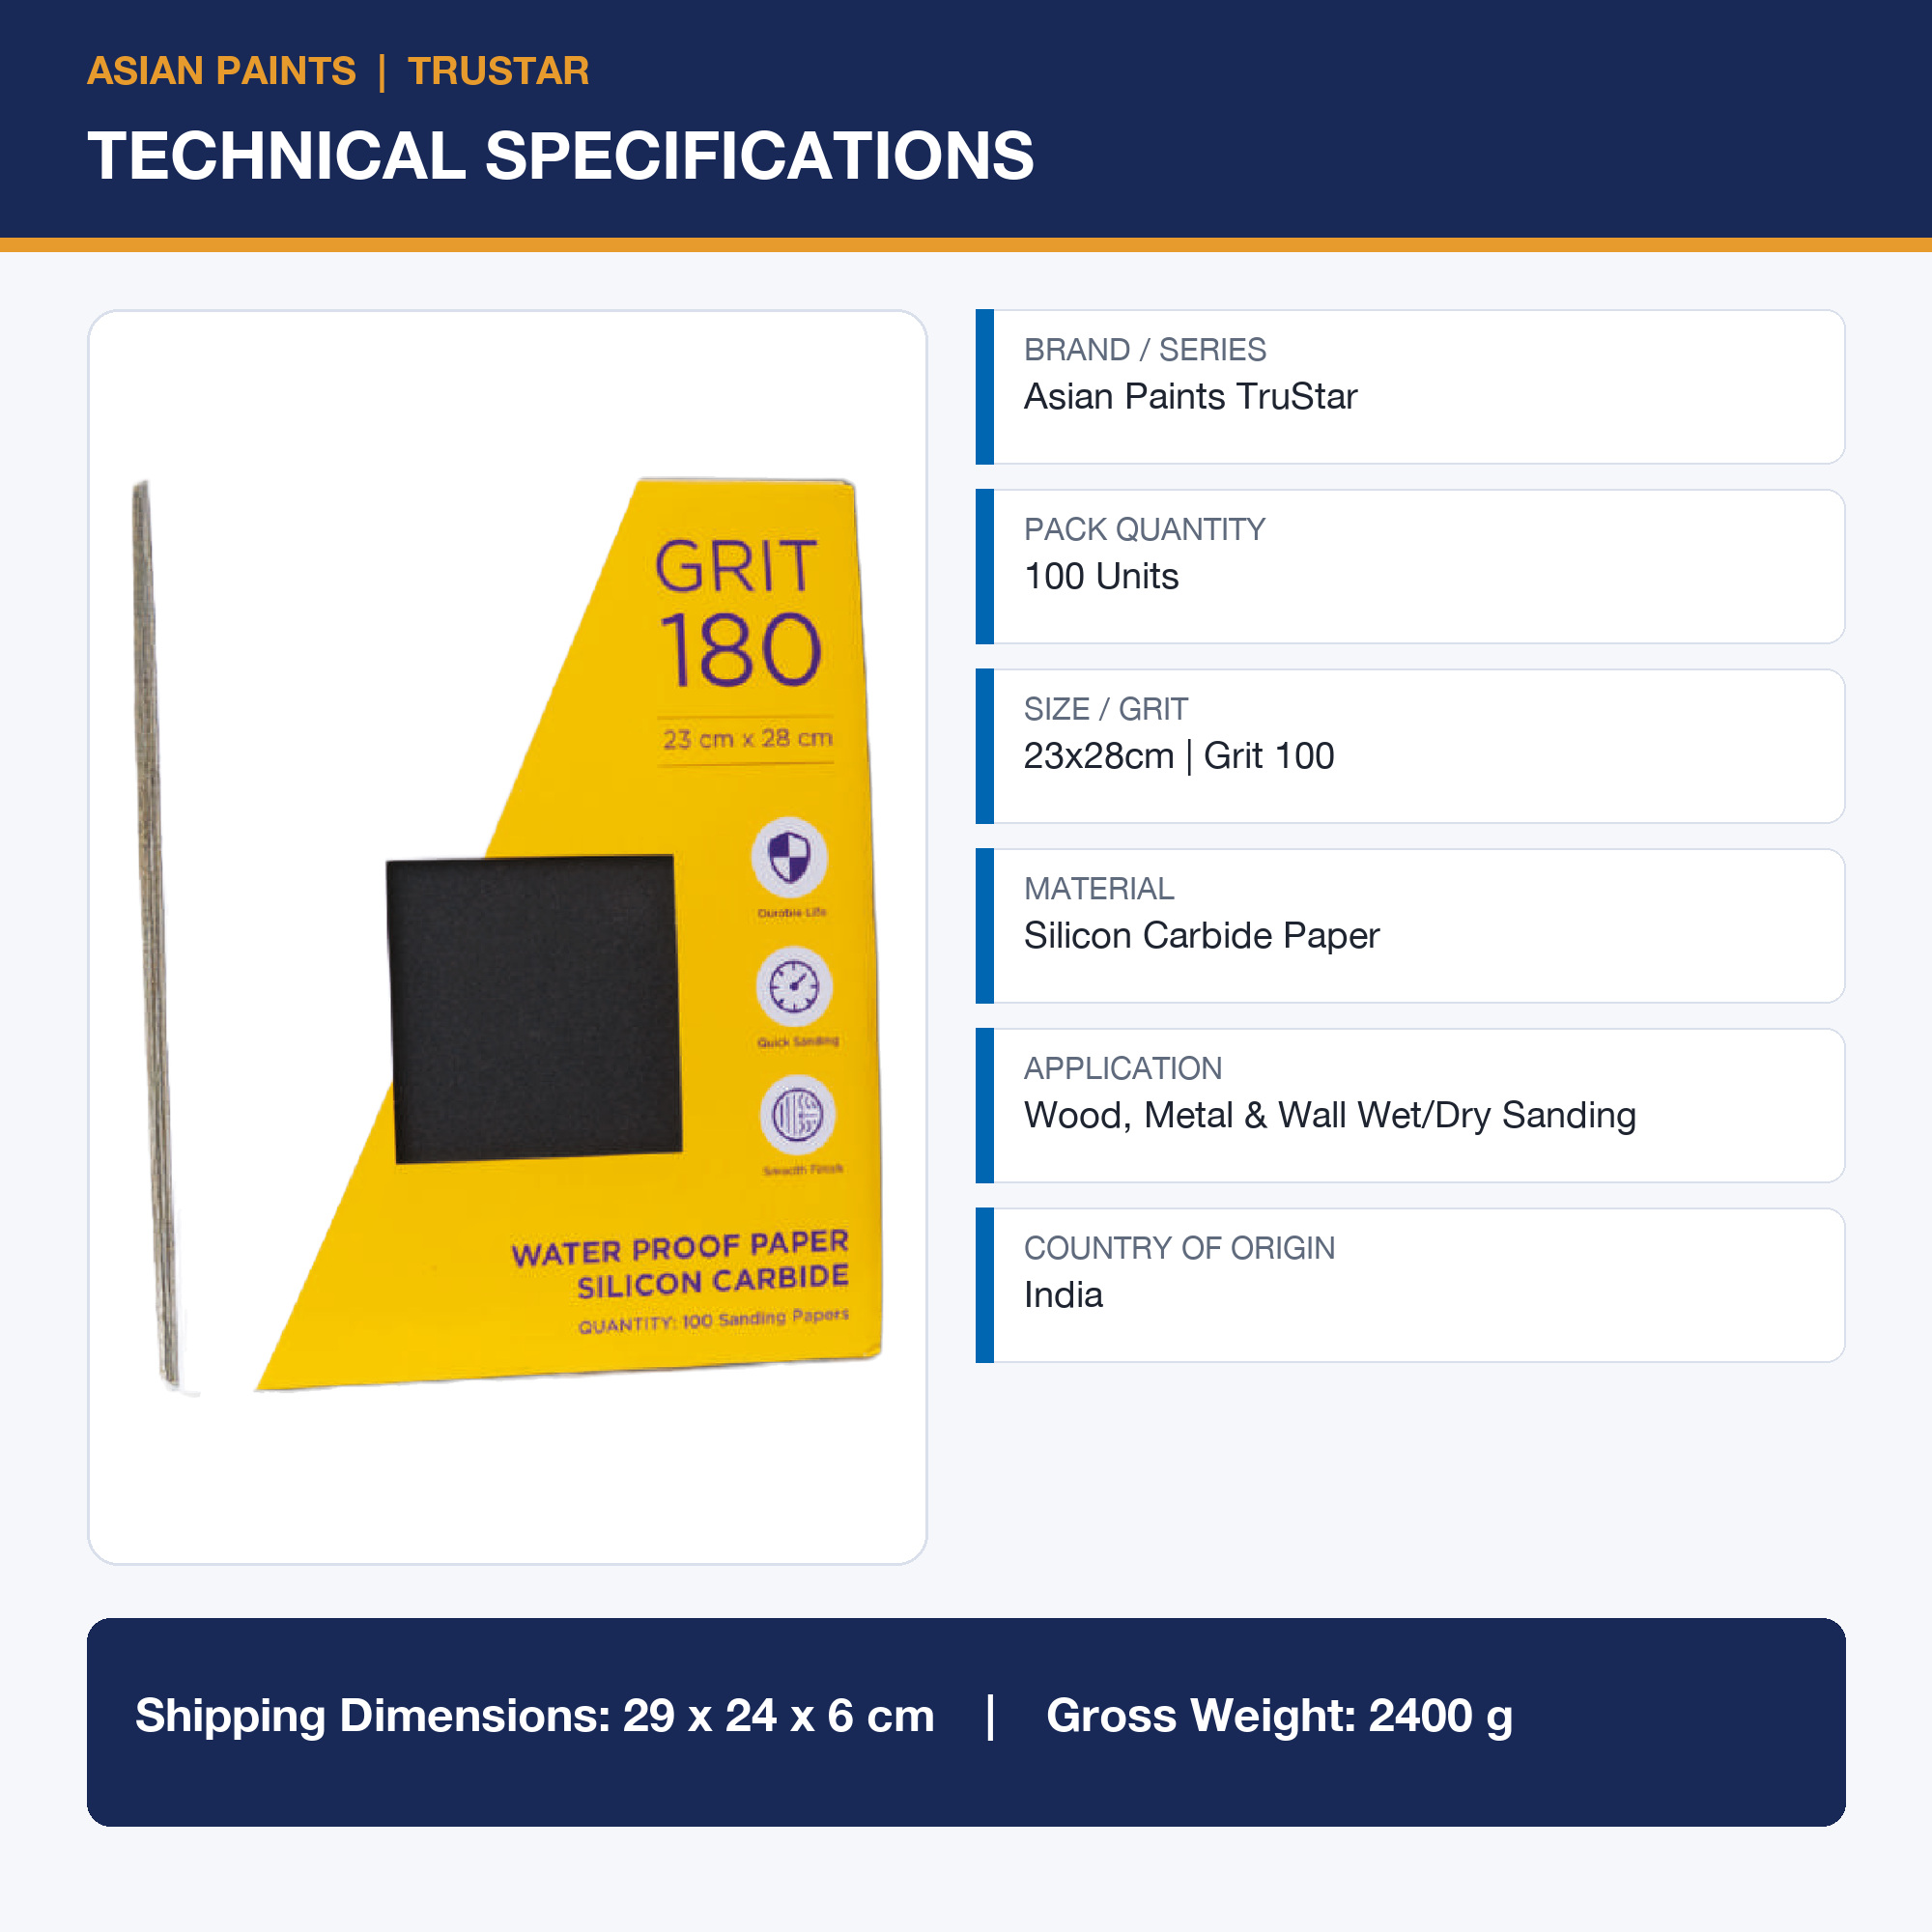 ASIAN PAINTS | TRUSTAR
TECHNICAL SPECIFICATIONS
GRIT
180
23 cm x 28 cm
Durable Life
Quick Sanding
Smooth Finish
WATER PROOF PAPER
SILICON CARBIDE
QUANTITY: 100 Sanding Papers
BRAND / SERIES
Asian Paints TruStar
PACK QUANTITY
100 Units
SIZE / GRIT
23x28cm | Grit 100
MATERIAL
Silicon Carbide Paper
APPLICATION
Wood, Metal & Wall Wet/Dry Sanding
COUNTRY OF ORIGIN
India
Shipping Dimensions: 29 x 24 x 6 cm | Gross Weight: 2400 g